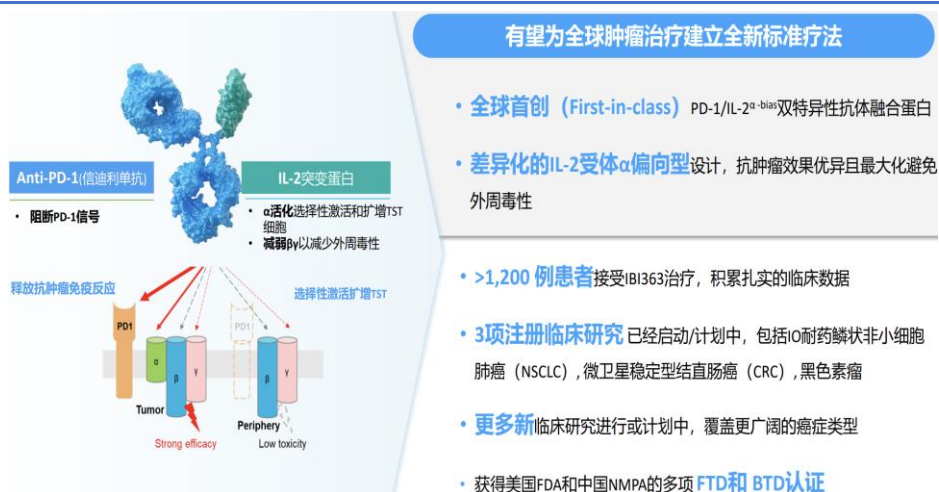 有望为全球肿瘤治疗建立全新标准疗法
Anti-PD-1(信迪利单抗)
• 阻断PD-1信号
IL-2突变蛋白
• α活化选择性激活和扩增TST
细胞
• 减弱βγ以减少外周毒性
释放抗肿瘤免疫反应
选择性激活扩增TST
PD1
PD1
α
β
γ
β
γ
Tumor
Periphery
Strong efficacy
Low toxicity
• 全球首创（First-in-class）PD-1/IL-2α-bias双特异性抗体融合蛋白
• 差异化的IL-2受体α偏向型设计，抗肿瘤效果优异且最大化避免
外周毒性
• >1,200 例患者接受IBI363治疗，积累扎实的临床数据
• 3项注册临床研究 已经启动/计划中，包括IO耐药鳞状非小细胞
肺癌（NSCLC）, 微卫星稳定型结直肠癌（CRC）, 黑色素瘤
• 更多新临床研究进行或计划中，覆盖更广阔的癌症类型
• 获得美国FDA和中国NMPA的多项 FTD和 BTD认证